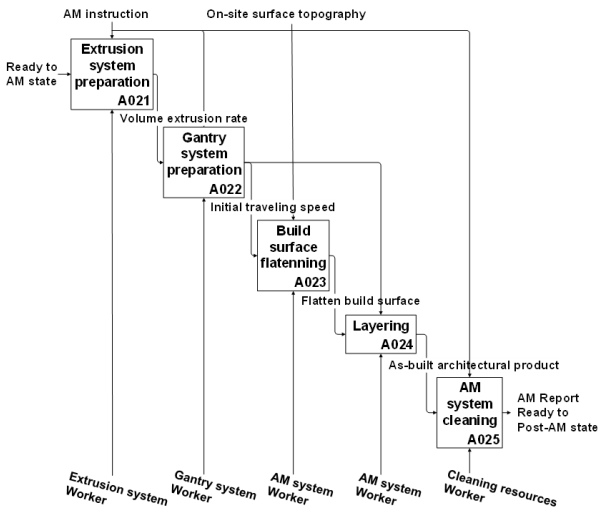 AM instruction
On-site surface topography
Ready to
AM state
Extrusion
system
preparation
A021
Volume extrusion rate
Gantry
system
preparation
A022
Initial traveling speed
Build
surface
flatenning
A023
Flatten build surface
Layering
A024
As-built architectural product
AM
system
cleaning
A025
AM Report
Ready to
Post-AM state
Extrusion system
Worker
Gantry system
Worker
AM system
Worker
AM system
Worker
Cleaning resources
Worker